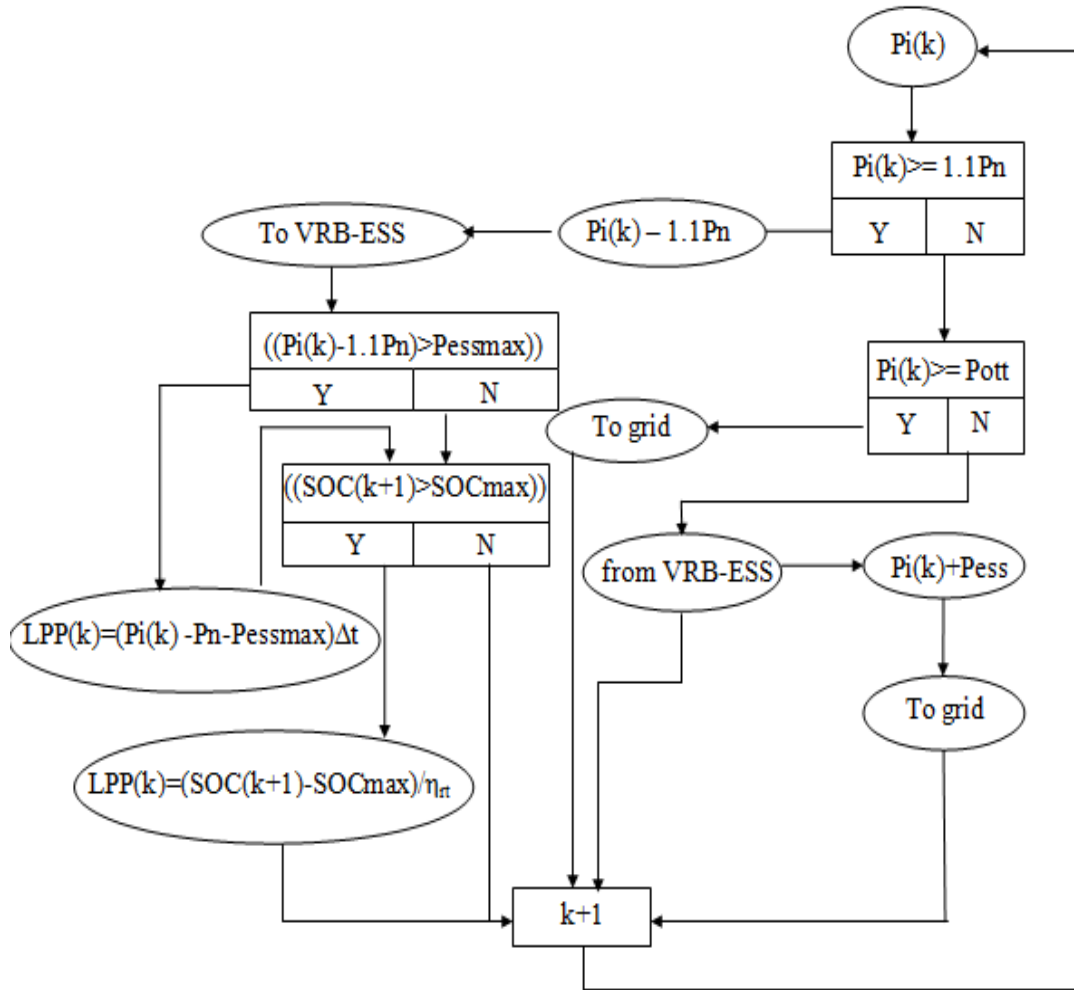 Pi(k)
Pi(k)>= 1.1Pn
Y N
Pi(k) – 1.1Pn
To VRB-ESS
((Pi(k)-1.1Pn)>Pessmax))
Y N
Pi(k)>= Pott
Y N
To grid
((SOC(k+1)>SOCmax))
Y N
from VRB-ESS
Pi(k)+Pess
LPP(k)=(Pi(k) -Pn-Pessmax)Δt
To grid
LPP(k)=(SOC(k+1)-SOCmax)/ηrt
k+1